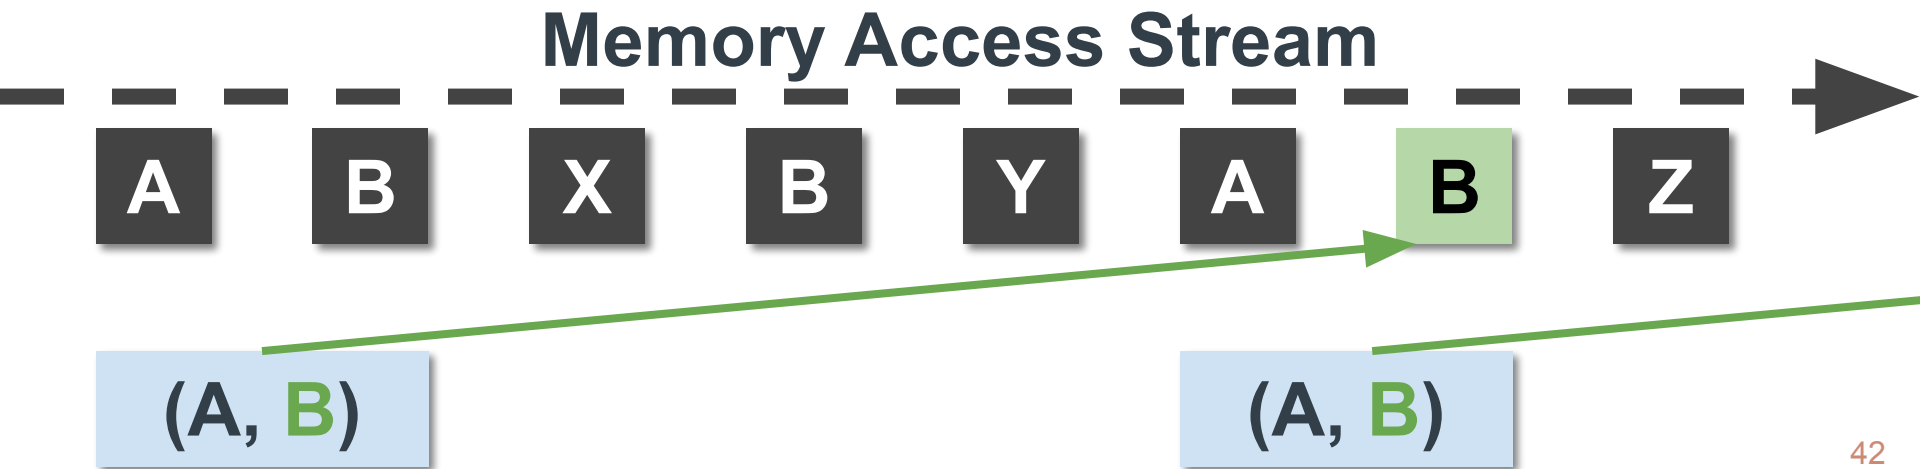 Memory Access Stream
A B X B Y A B Z
(A, B) (A, B)
42